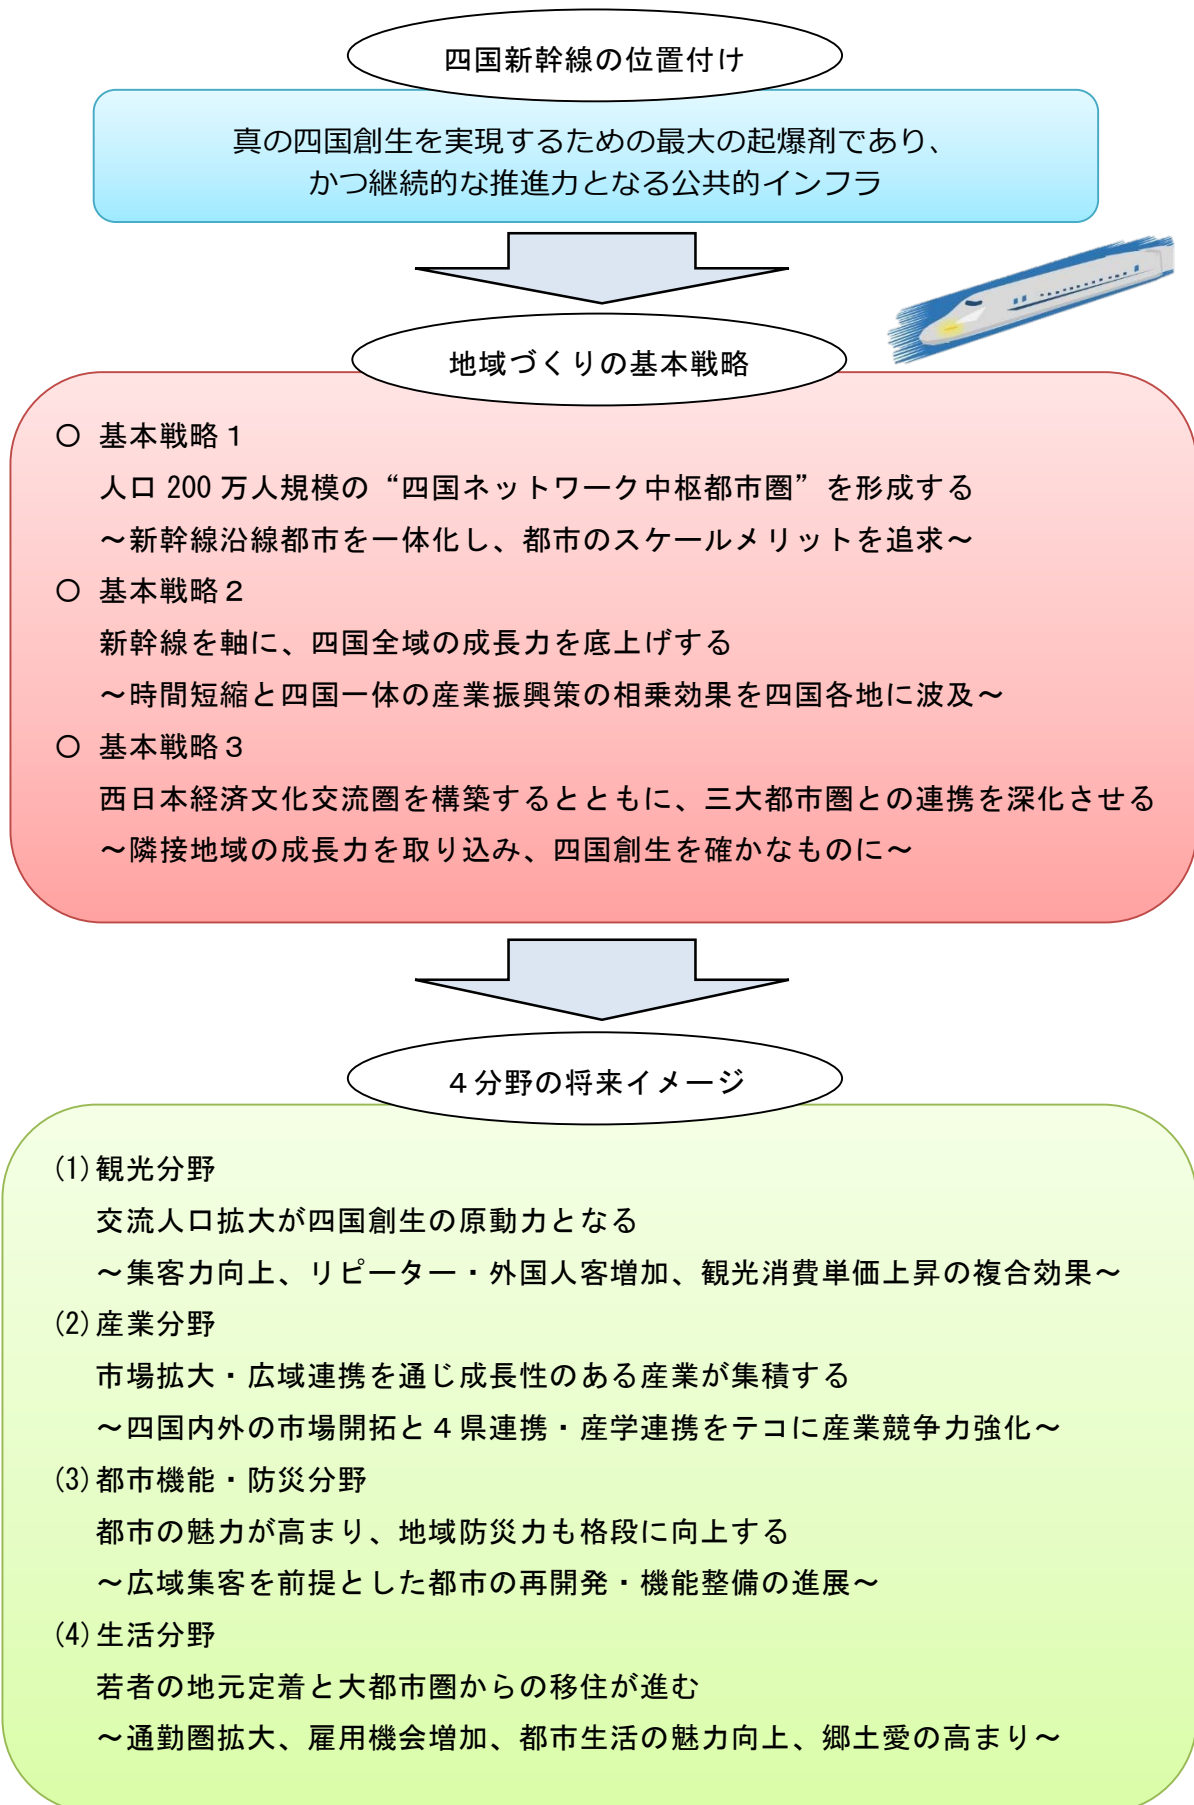 四国新幹線の位置付け
真の四国創生を実現するための最大の起爆剤であり、
かつ継続的な推進力となる公共的インフラ
地域づくりの基本戦略
○ 基本戦略１
人口 200 万人規模の“四国ネットワーク中枢都市圏”を形成する
～新幹線沿線都市を一体化し、都市のスケールメリットを追求～
○ 基本戦略２
新幹線を軸に、四国全域の成長力を底上げする
～時間短縮と四国一体の産業振興策の相乗効果を四国各地に波及～
○ 基本戦略３
西日本経済文化交流圏を構築するとともに、三大都市圏との連携を深化させる
～隣接地域の成長力を取り込み、四国創生を確かなものに～
４分野の将来イメージ
(1)観光分野
交流人口拡大が四国創生の原動力となる
～集客力向上、リピーター・外国人客増加、観光消費単価上昇の複合効果～
(2)産業分野
市場拡大・広域連携を通じ成長性のある産業が集積する
～四国内外の市場開拓と４県連携・産学連携をテコに産業競争力強化～
(3)都市機能・防災分野
都市の魅力が高まり、地域防災力も格段に向上する
～広域集客を前提とした都市の再開発・機能整備の進展～
(4)生活分野
若者の地元定着と大都市圏からの移住が進む
～通勤圏拡大、雇用機会増加、都市生活の魅力向上、郷土愛の高まり～